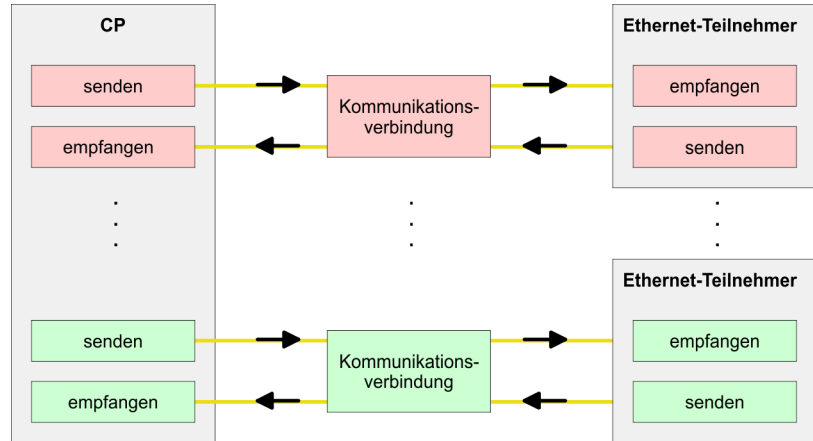 CP
Ethernet-Teilnehmer
senden
empfangen
Kommunikations-
verbindung
empfangen
senden
Ethernet-Teilnehmer
senden
empfangen
Kommunikations-
verbindung
empfangen
senden